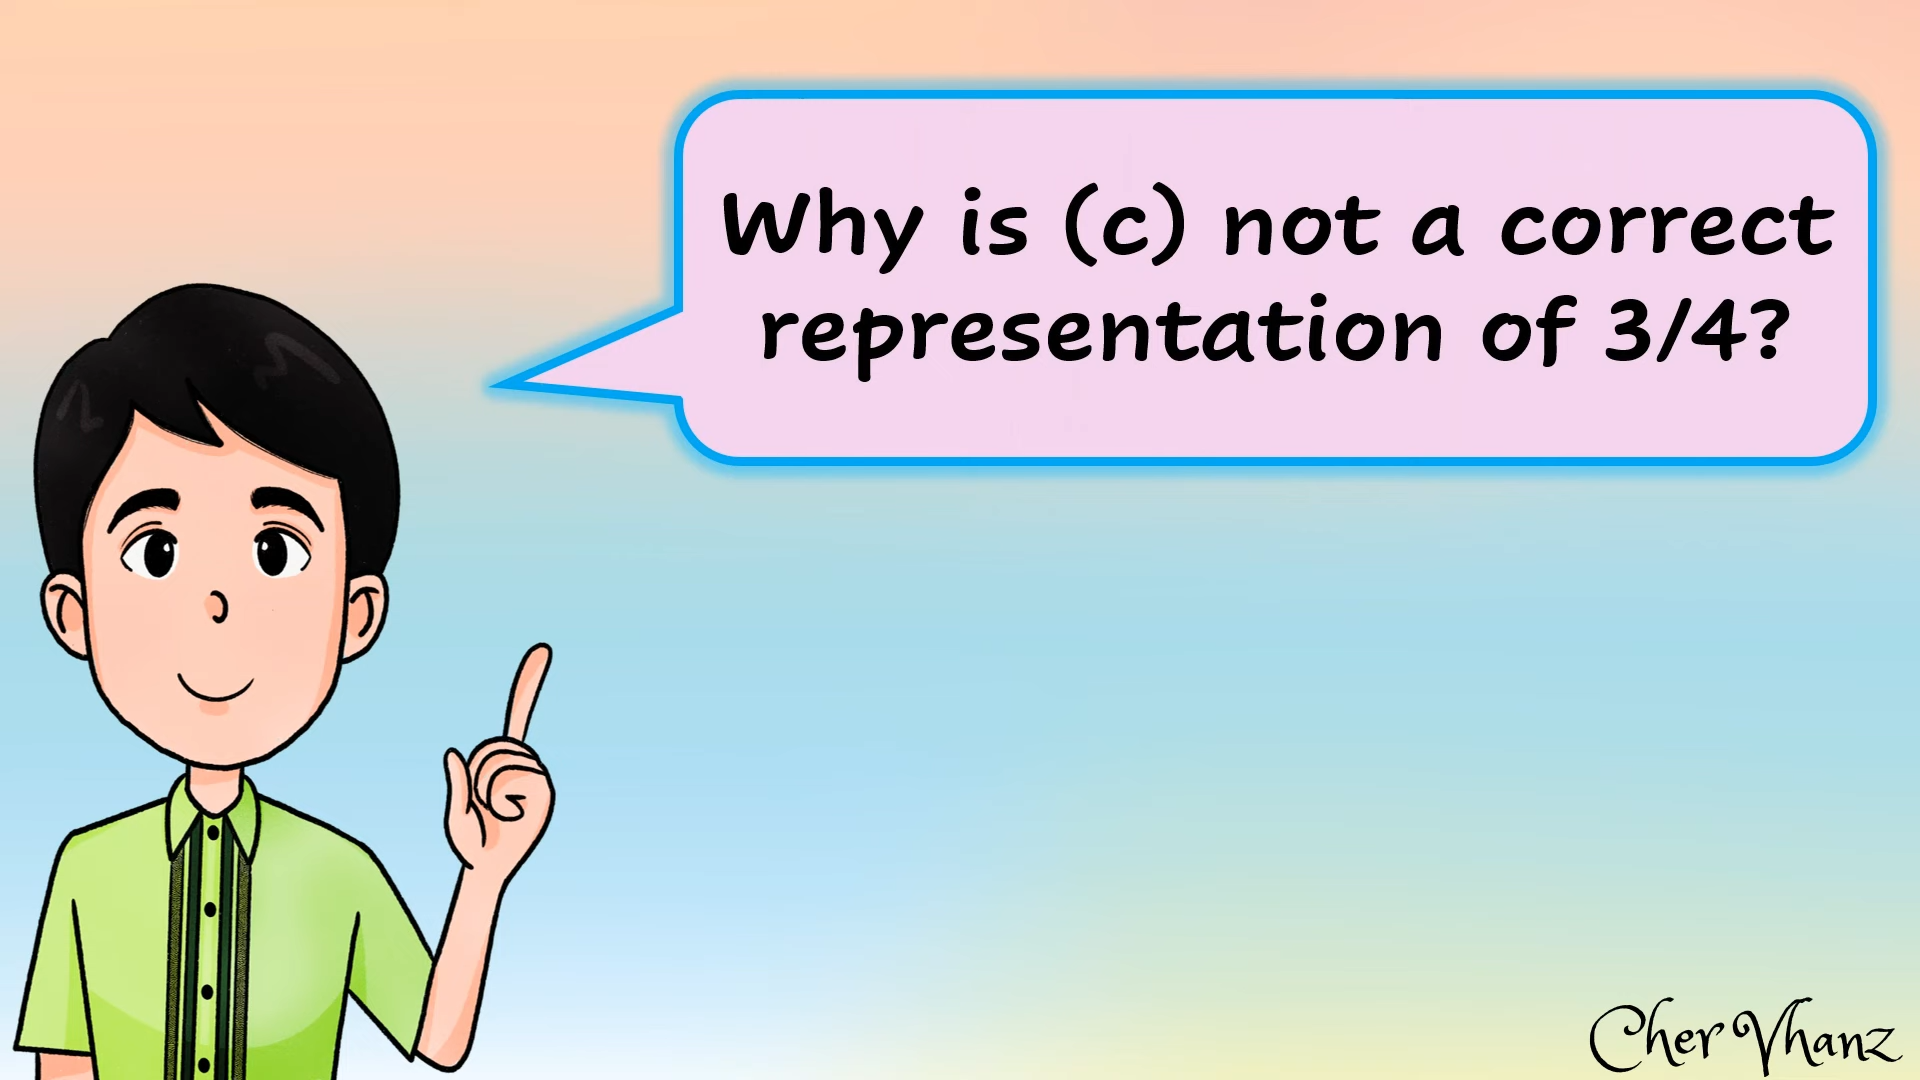 Why is (c) not a correct
representation of 3/4?
Cher Vhanz